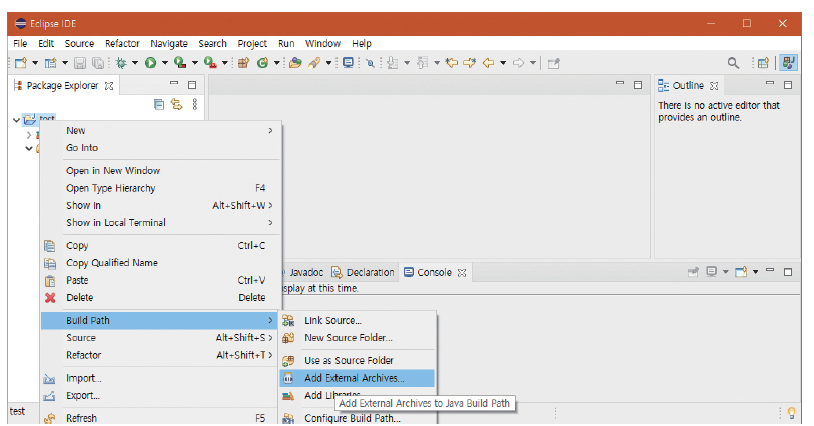 Eclipse IDE
File Edit Source Refactor Navigate Search Project Run Window Help
Package Explorer
Outline
There is no active editor that
provides an outline.
test
New
Go Into
Open in New Window
Open Type Hierarchy F4
Show In Alt+Shift+W
Show in Local Terminal
Copy Ctrl+C
Copy Qualified Name
Paste Ctrl+V
Delete Delete
Build Path
Source Alt+Shift+S
Refactor Alt+Shift+T
Import...
Export...
Refresh F5
Javadoc Declaration Console
splay at this time.
Link Source...
New Source Folder...
Use as Source Folder
Add External Archives...
Add Libraries
Add External Archives to Java Build Path
Configure Build Path...
test